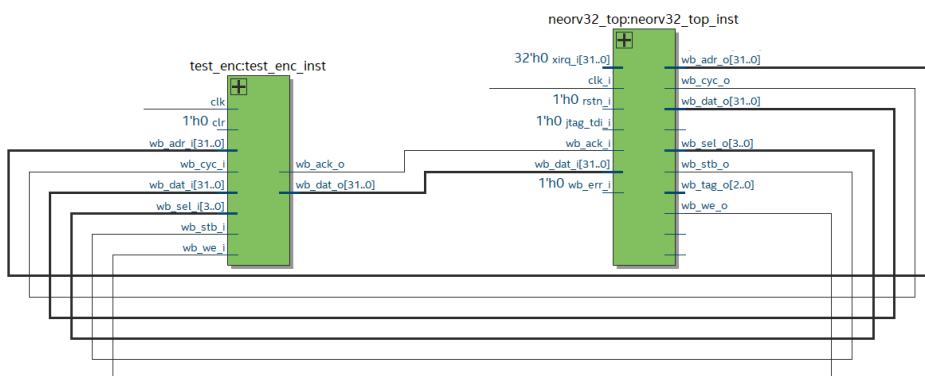 neorv32_top:neorv32_top_inst
32'h0 xirq_i[31..0]
clk_i
1'h0 rstn_i
1'h0 jtag_tdi_i
wb_ack_i
wb_dat_i[31..0]
1'h0 wb_err_i
wb_adr_o[31..0]
wb_cyc_o
wb_dat_o[31..0]
wb_sel_o[3..0]
wb_stb_o
wb_tag_o[2..0]
wb_we_o
test_enc:test_enc_inst
clk
1'h0 clr
wb_adr_i[31..0]
wb_cyc_i
wb_dat_i[31..0]
wb_sel_i[3..0]
wb_stb_i
wb_we_i
wb_ack_o
wb_dat_o[31..0]